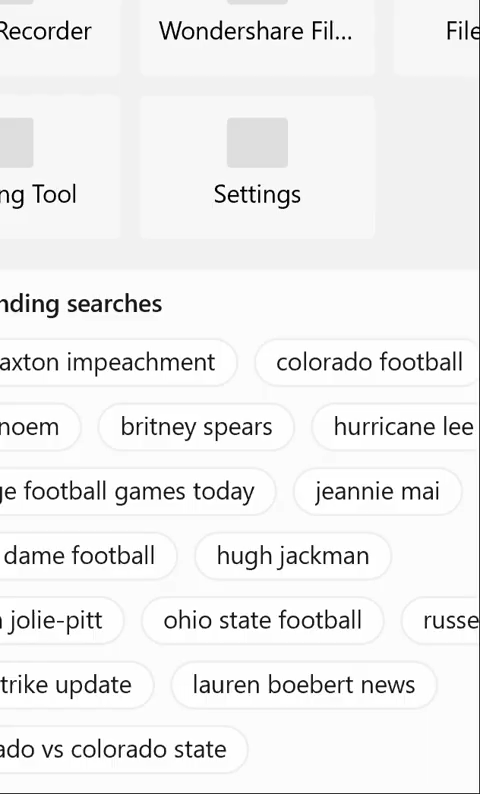 Recorder Wondershare Fil... File
ng Tool Settings
nding searches
axton impeachment colorado football
noem britney spears hurricane lee
ge football games today jeannie mai
dame football hugh jackman
jolie-pitt ohio state football russe
trike update lauren boebert news
ado vs colorado state